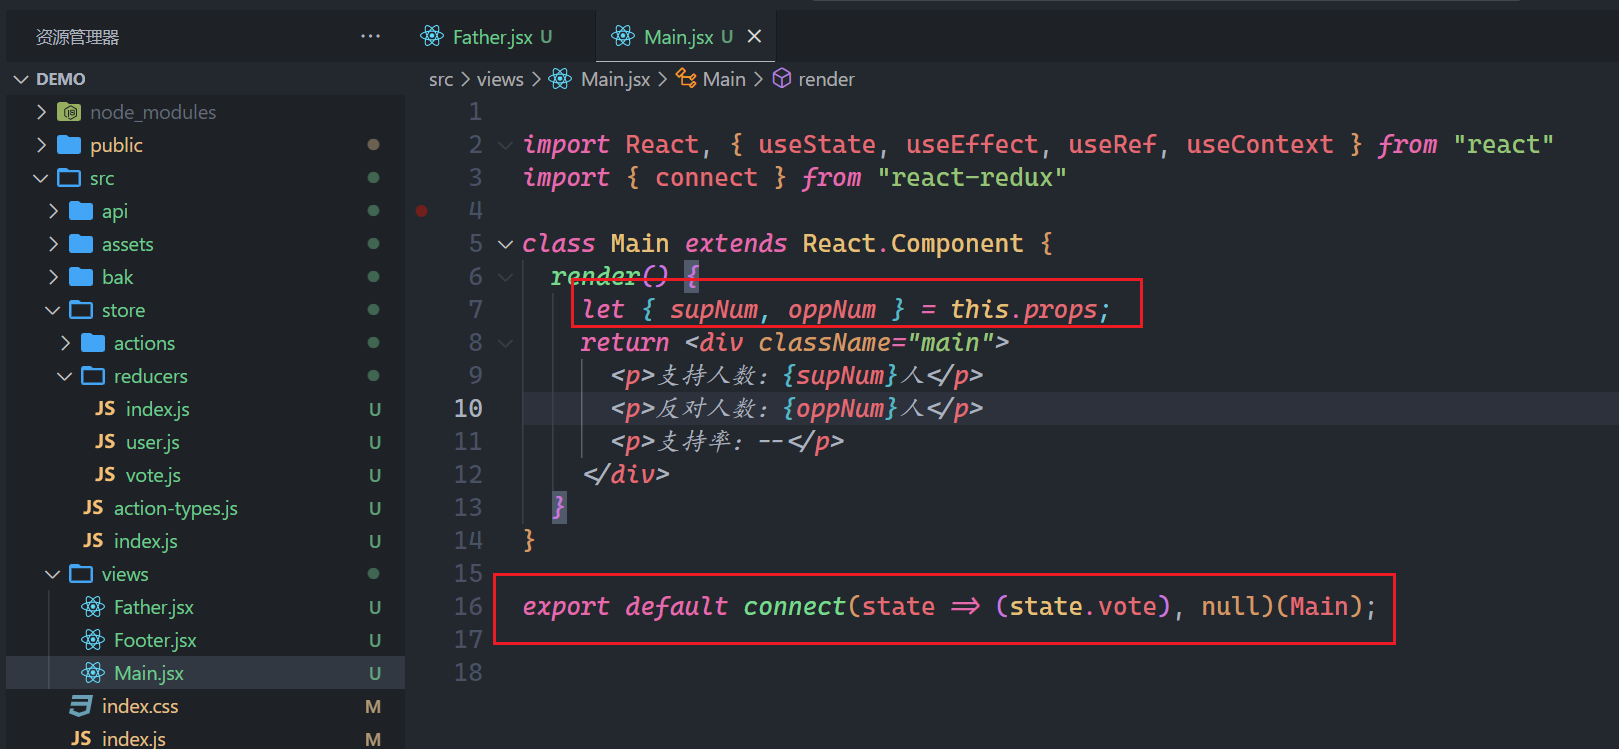 资源管理器 ···
Father.jsx U
Main.jsx U
DEMO
src > views > Main.jsx > Main > render
node_modules
public
src
api
assets
bak
store
actions
reducers
JS index.js U
JS user.js U
JS vote.js U
JS action-types.js U
JS index.js U
views
Father.jsx U
Footer.jsx U
Main.jsx U
index.css M
JS index.js M
1
2 import React, { useState, useEffect, useRef, useContext } from "react"
3 import { connect } from "react-redux"
4
5 class Main extends React.Component {
6 render() {
7 let { supNum, oppNum } = this.props;
8 return <div className="main">
9 <p>支持人数：{supNum}人</p>
10 <p>反对人数：{oppNum}人</p>
11 <p>支持率：--</p>
12 </div>
13 }
14 }
15
16 export default connect(state => (state.vote), null)(Main);
17
18